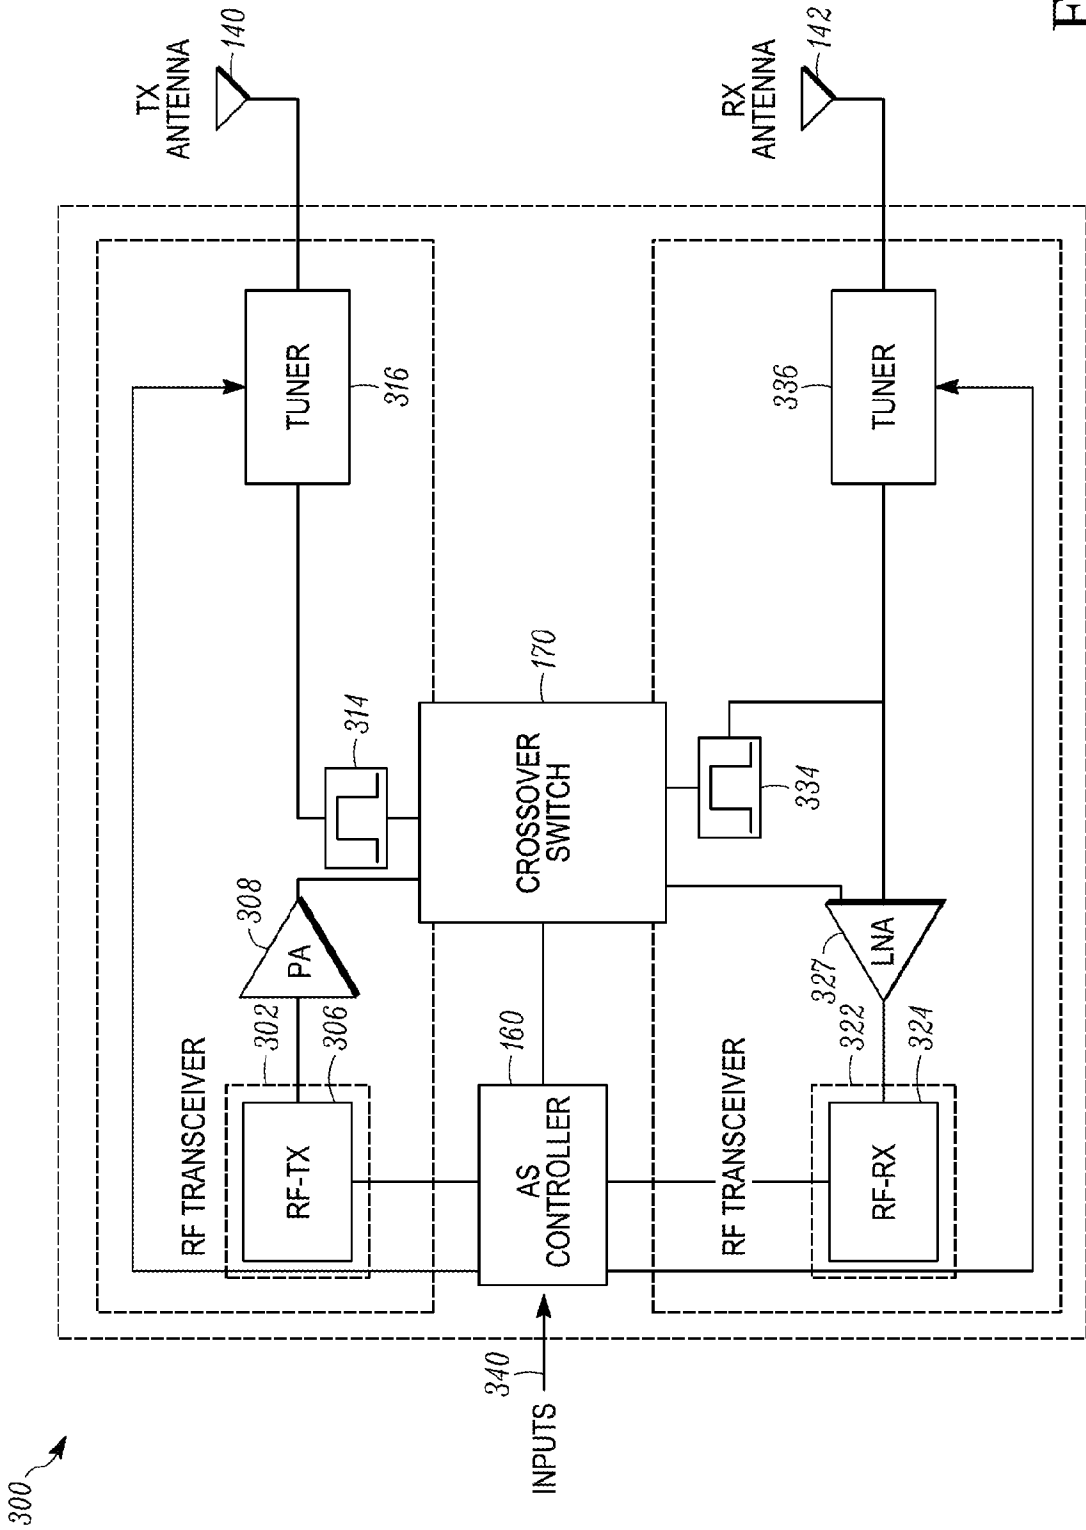 300
TX
ANTENNA
140
RX
ANTENNA
142
TUNER
316
TUNER
336
314
CROSSOVER
SWITCH
170
334
PA
308
LNA
327
RF TRANSCEIVER
302
306
RF-TX
AS
CONTROLLER
160
RF TRANSCEIVER
322
324
RF-RX
INPUTS
340